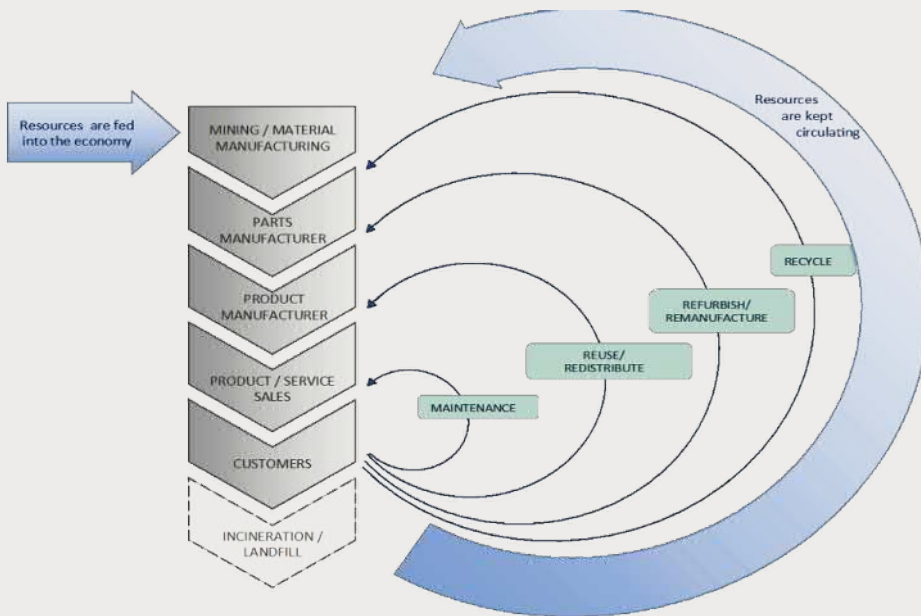 Resources are fed
into the economy
MINING / MATERIAL
MANUFACTURING
PARTS
MANUFACTURER
PRODUCT
MANUFACTURER
PRODUCT / SERVICE
SALES
CUSTOMERS
INCINERATION /
LANDFILL
Resources
are kept
circulating
RECYCLE
REFURBISH/
REMANUFACTURE
REUSE/
REDISTRIBUTE
MAINTENANCE